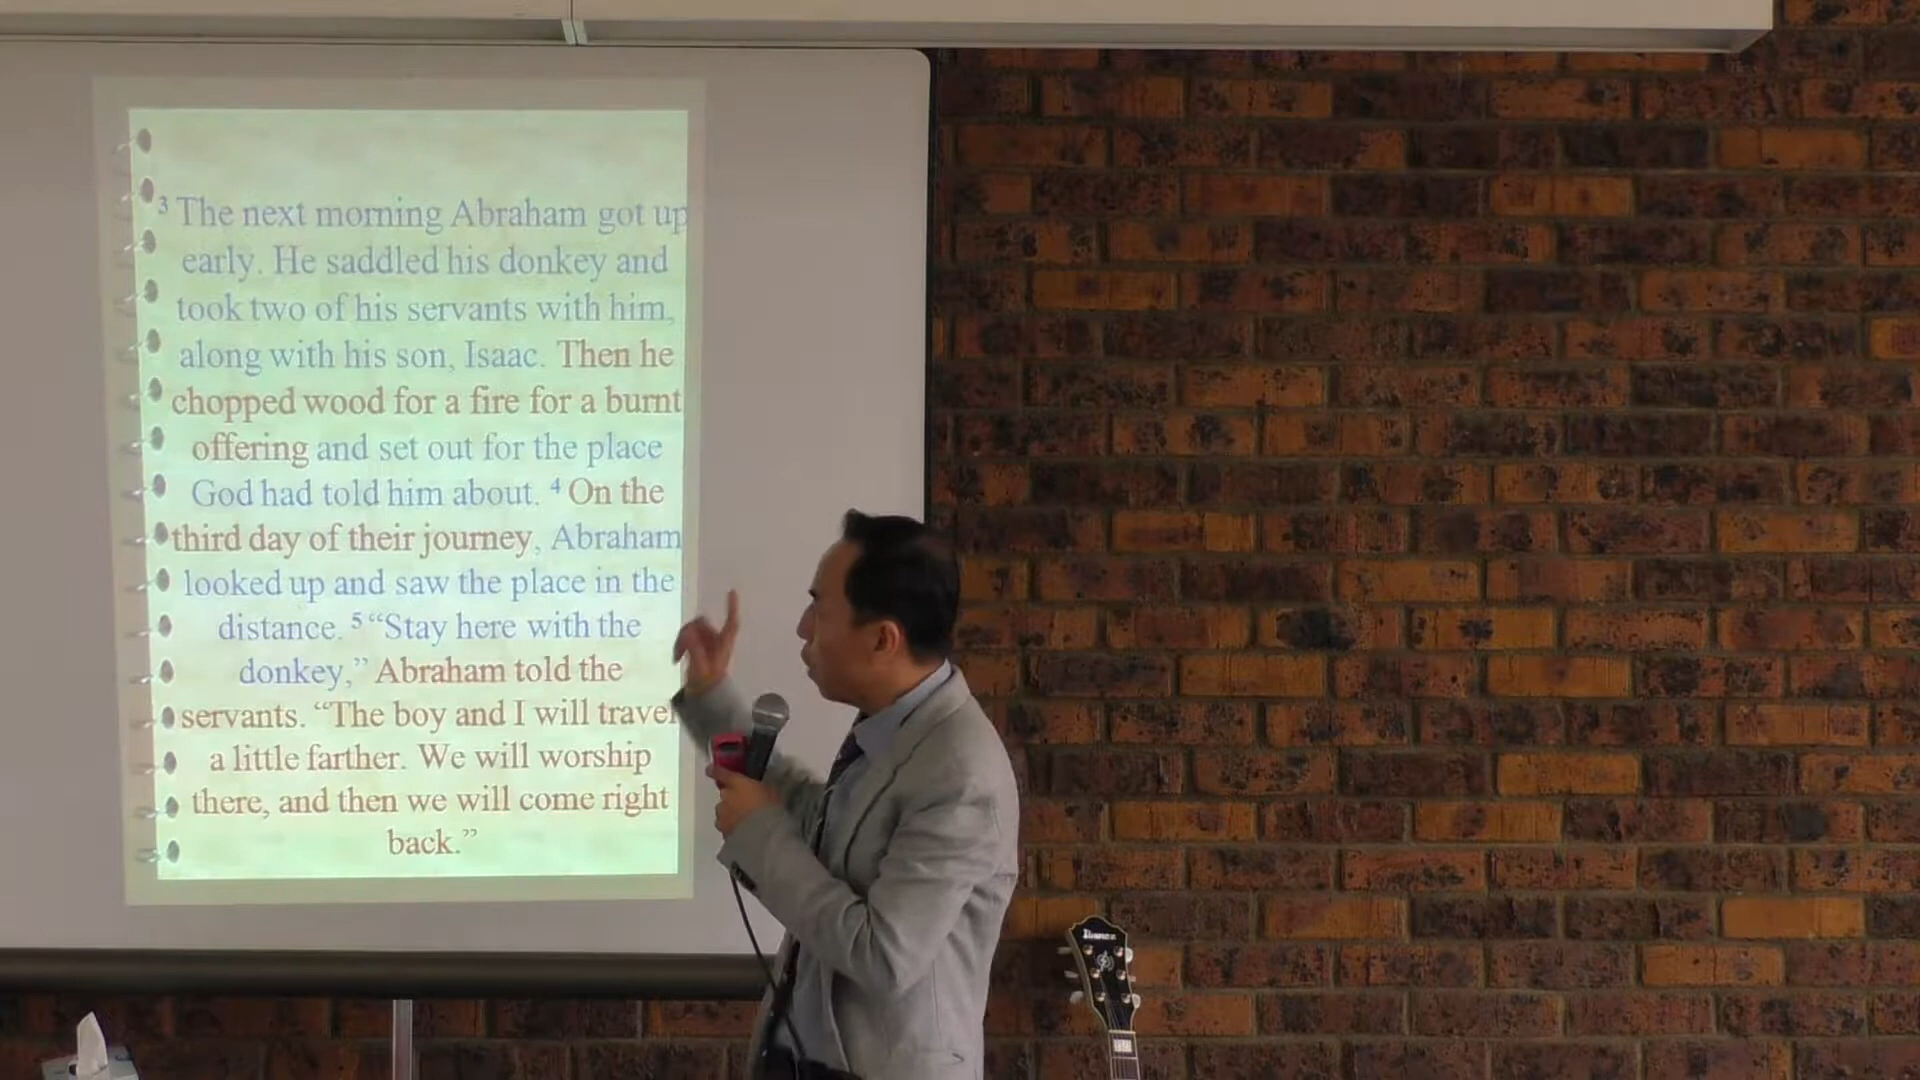 ³ The next morning Abraham got up
early. He saddled his donkey and
took two of his servants with him,
along with his son, Isaac. Then he
chopped wood for a fire for a burnt
offering and set out for the place
God had told him about. ⁴ On the
third day of their journey, Abraham
looked up and saw the place in the
distance. ⁵ “Stay here with the
donkey,” Abraham told the
servants. “The boy and I will travel
a little farther. We will worship
there, and then we will come right
back.”
Ibanez